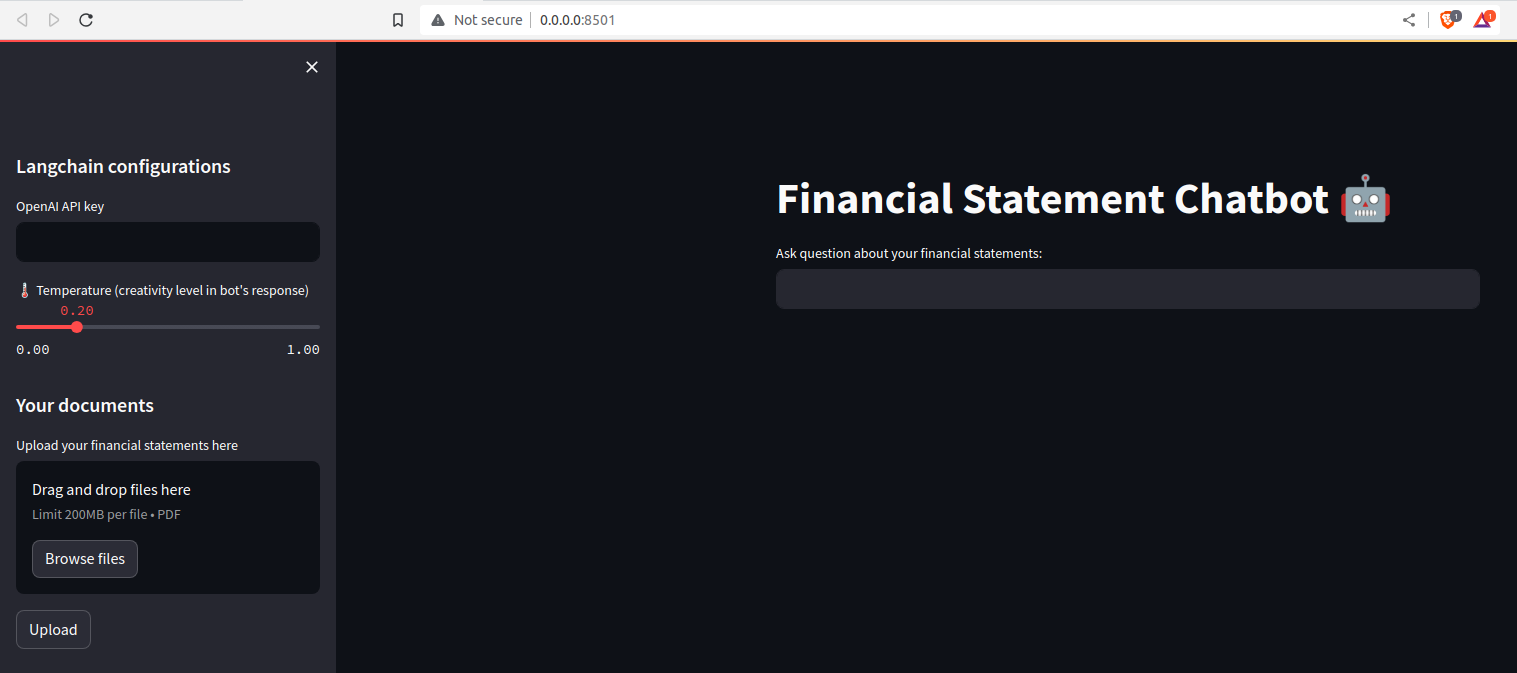 Not secure 0.0.0.0:8501
1
1
Langchain configurations
OpenAI API key
🌡️ Temperature (creativity level in bot's response)
0.20
0.00 1.00
Your documents
Upload your financial statements here
Drag and drop files here
Limit 200MB per file • PDF
Browse files
Upload
Financial Statement Chatbot 🤖
Ask question about your financial statements: